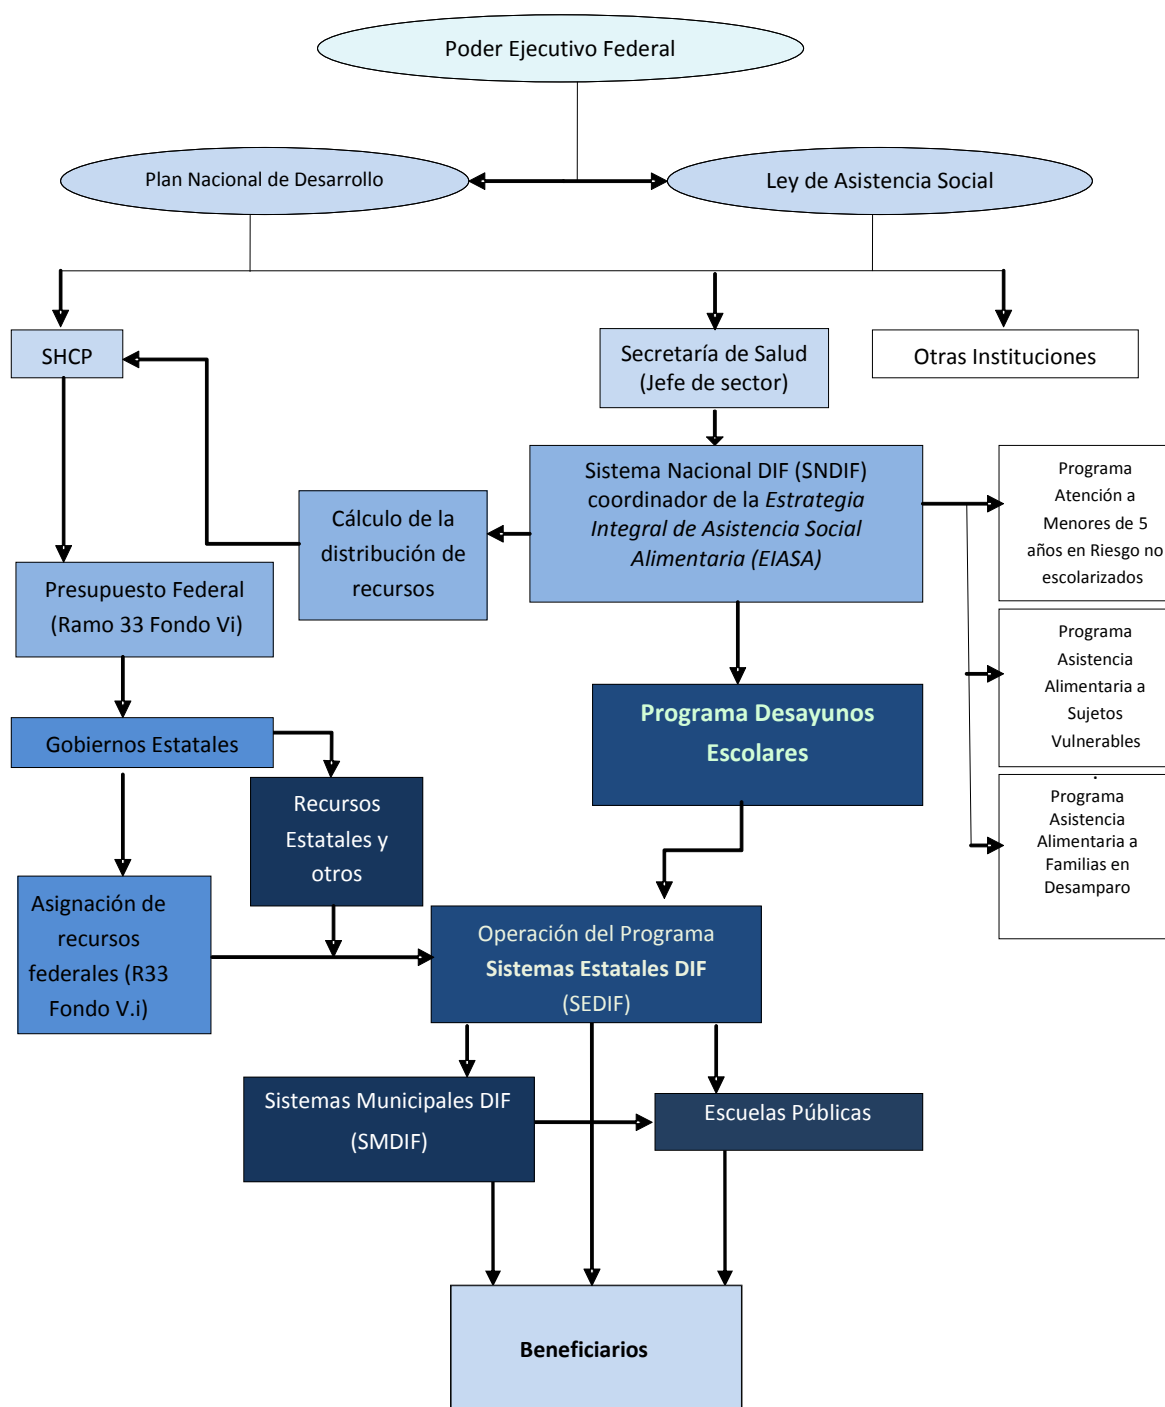 Poder Ejecutivo Federal
Plan Nacional de Desarrollo
Ley de Asistencia Social
SHCP
Secretaría de Salud
(Jefe de sector)
Otras Instituciones
Sistema Nacional DIF (SNDIF)
coordinador de la Estrategia
Integral de Asistencia Social
Alimentaria (EIASA)
Programa
Atención a
Menores de 5
años en Riesgo no
escolarizados
Cálculo de la
distribución de
recursos
Presupuesto Federal
(Ramo 33 Fondo Vi)
Programa
Asistencia
Alimentaria a
Sujetos
Vulnerables
Programa Desayunos
Escolares
Gobiernos Estatales
Recursos
Estatales y
otros
.
Programa
Asistencia
Alimentaria a
Familias en
Desamparo
Asignación de
recursos
federales (R33
Fondo V.i)
Operación del Programa
Sistemas Estatales DIF
(SEDIF)
Sistemas Municipales DIF
(SMDIF)
Escuelas Públicas
Beneficiarios